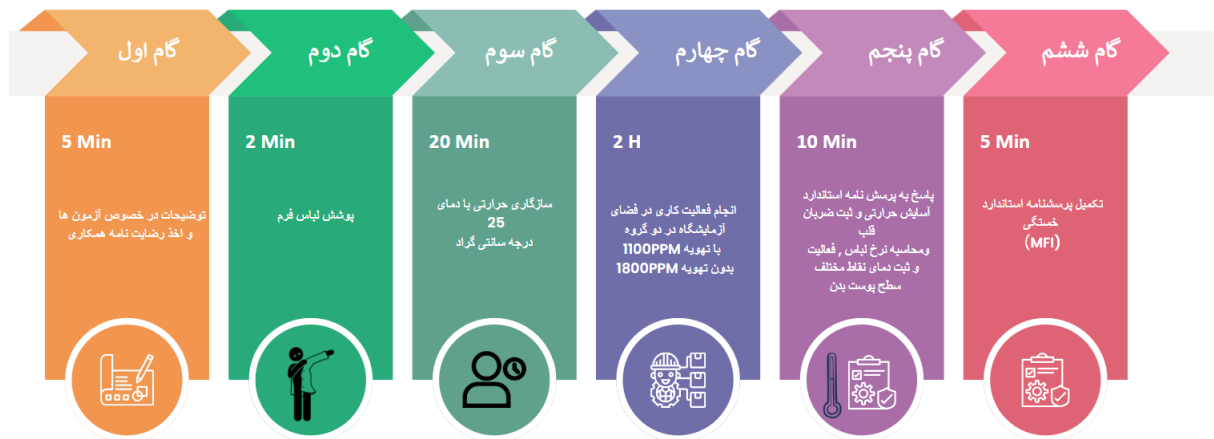 گام اول
5 Min
توضیحات در خصوص آزمون ها
و اخذ رضایت نامه همکاری
گام دوم
2 Min
پوشش لباس فرم
گام سوم
20 Min
سازگاری حرارتی با دمای
25
درجه سانتی گراد
گام چهارم
2 H
انجام فعالیت کاری در فضای
آزمایشگاه در دو گروه
با تهویه 1100PPM
بدون تهویه 1800PPM
گام پنجم
10 Min
پاسخ به پرسش نامه استاندارد
آسایش حرارتی و ثبت ضربان
قلب
ومحاسبه نرخ لباس , فعالیت
و ثبت دمای نقاط مختلف
سطح پوست بدن
گام ششم
5 Min
تکمیل پرسشنامه استاندارد
خستگی
(MFI)